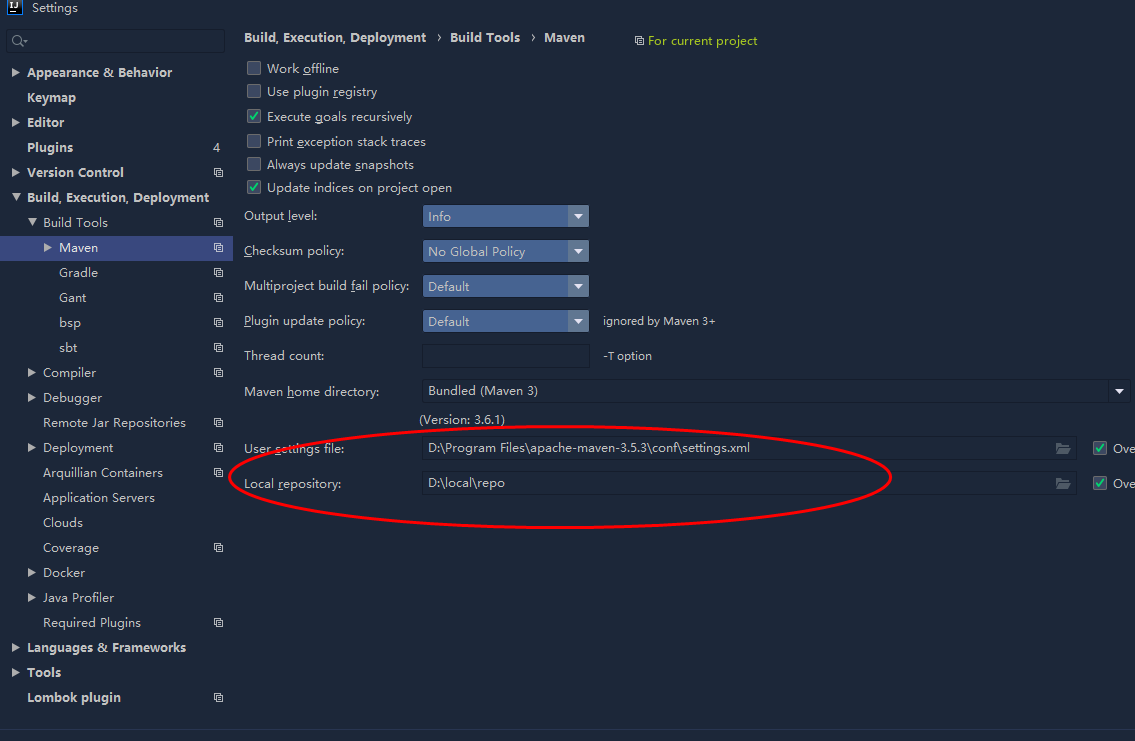 IJ
Settings
Appearance & Behavior
Keymap
Editor
Plugins 4
Version Control
Build, Execution, Deployment
Build Tools
Maven
Gradle
Gant
bsp
sbt
Compiler
Debugger
Remote Jar Repositories
Deployment
Arquillian Containers
Application Servers
Clouds
Coverage
Docker
Java Profiler
Required Plugins
Languages & Frameworks
Tools
Lombok plugin
Build, Execution, Deployment › Build Tools › Maven For current project
Work offline
Use plugin registry
Execute goals recursively
Print exception stack traces
Always update snapshots
Update indices on project open
Output level: Info
Checksum policy: No Global Policy
Multiproject build fail policy: Default
Plugin update policy: Default ignored by Maven 3+
Thread count: -T option
Maven home directory: Bundled (Maven 3)
(Version: 3.6.1)
User settings file: D:\Program Files\apache-maven-3.5.3\conf\settings.xml Ove
Local repository: D:\local\repo Ove